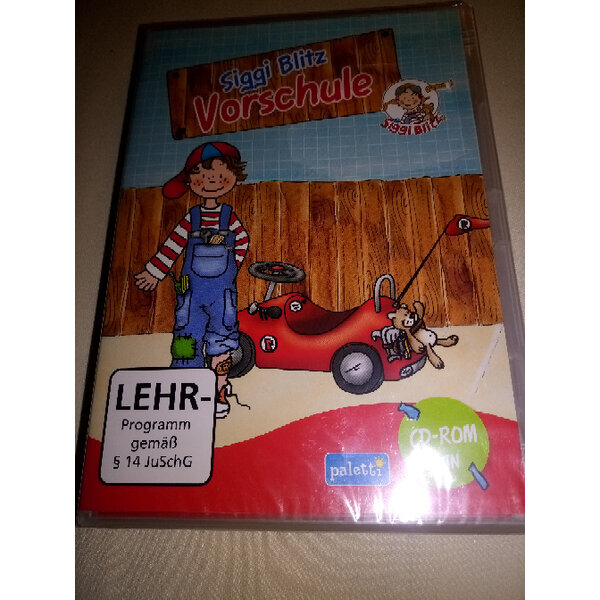 Siggi Blitz
Vorschule
Siggi Blitz
LEHR-
Programm
gemäß
§ 14 JuSchG
paletti
CD-ROM